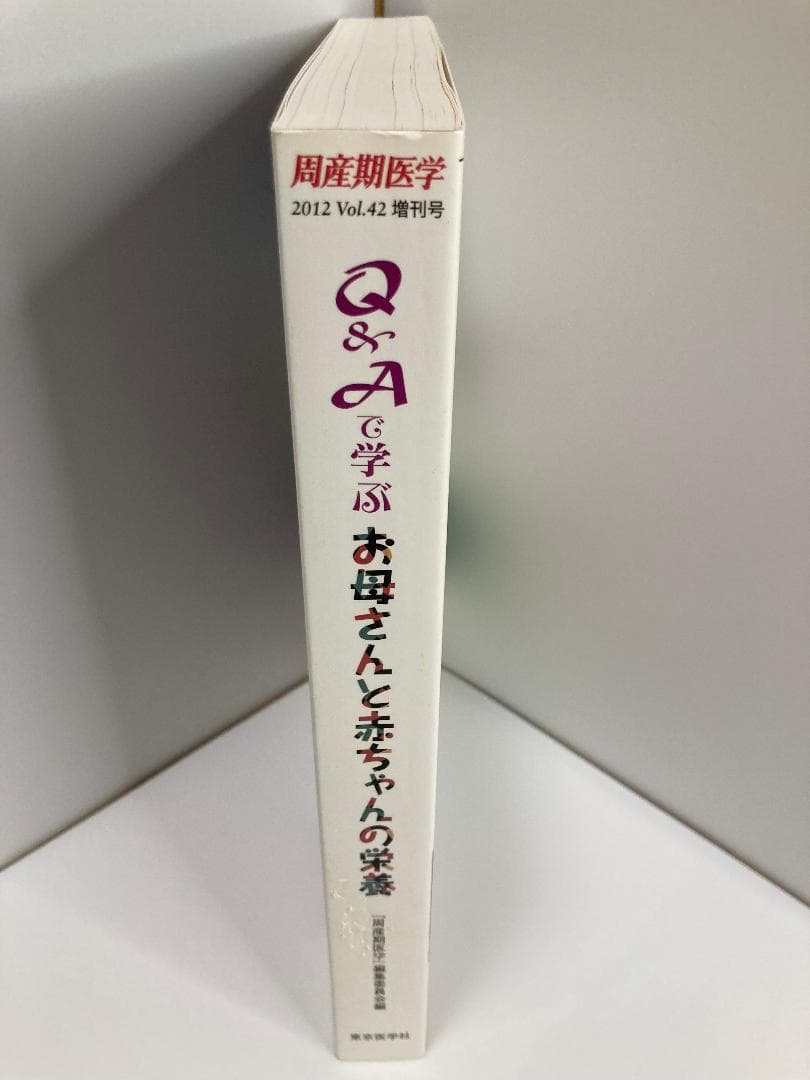 周産期医学
2012 Vol.42 増刊号
Q&Aで学ぶ
お母さんと赤ちゃんの栄養
「周産期医学」編集委員会編
東京医学社